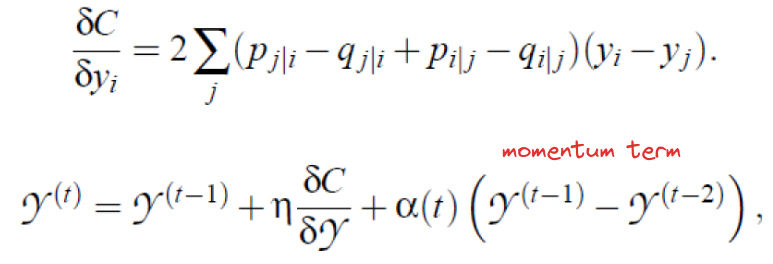 δC/δy_i = 2 ∑_j (p_{j|i} − q_{j|i} + p_{i|j} − q_{i|j})(y_i − y_j).
momentum term
𝒴^{(t)} = 𝒴^{(t−1)} + η δC/δ𝒴 + α(t) (𝒴^{(t−1)} − 𝒴^{(t−2)}),